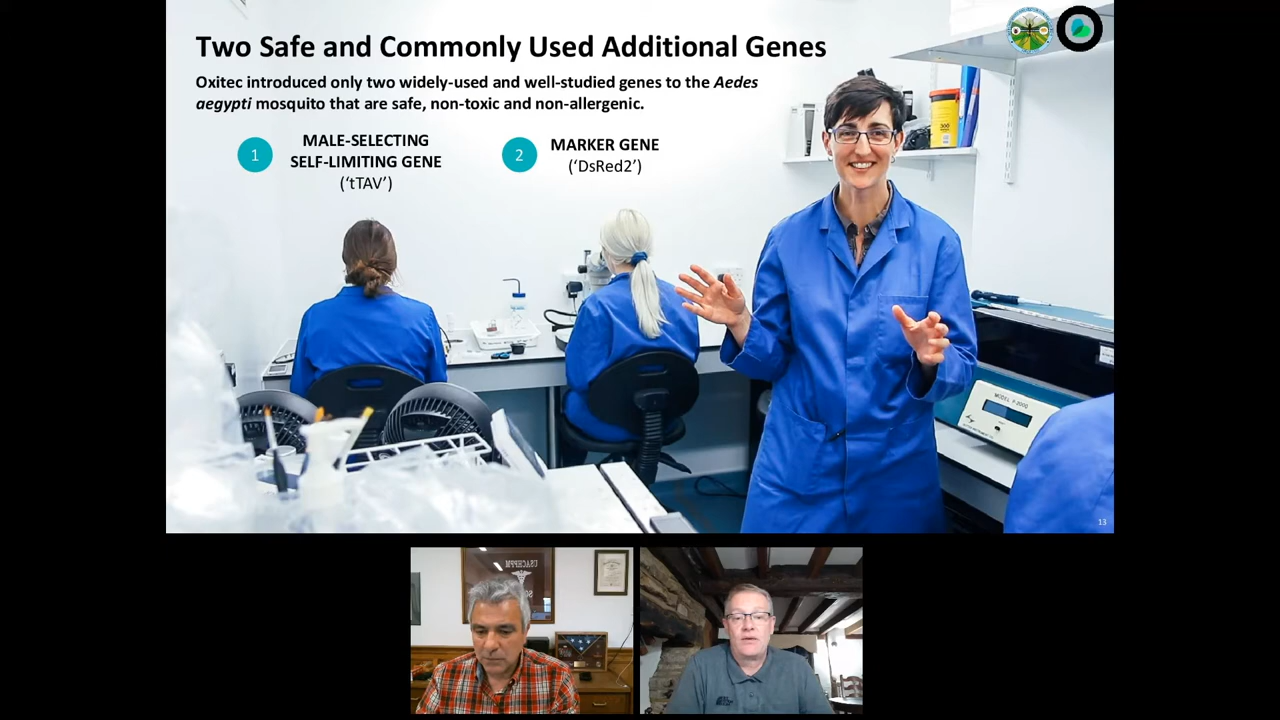 Two Safe and Commonly Used Additional Genes
Oxitec introduced only two widely-used and well-studied genes to the Aedes
aegypti mosquito that are safe, non-toxic and non-allergenic.
1
MALE-SELECTING
SELF-LIMITING GENE
('tTAV')
2
MARKER GENE
('DsRed2')
300
MODEL P-2000
13
USACHPPM